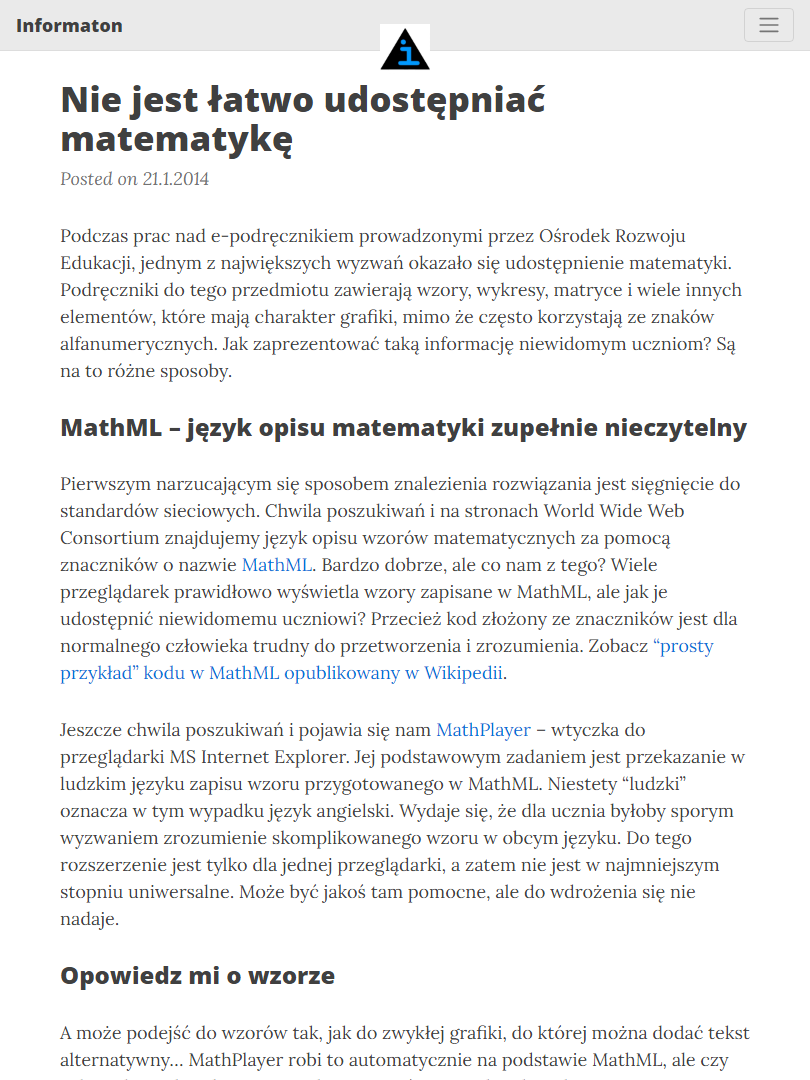 Informaton
i
Nie jest łatwo udostępniać
matematykę
Posted on 21.1.2014
Podczas prac nad e-podręcznikiem prowadzonymi przez Ośrodek Rozwoju
Edukacji, jednym z największych wyzwań okazało się udostępnienie matematyki.
Podręczniki do tego przedmiotu zawierają wzory, wykresy, matryce i wiele innych
elementów, które mają charakter grafiki, mimo że często korzystają ze znaków
alfanumerycznych. Jak zaprezentować taką informację niewidomym uczniom? Są
na to różne sposoby.
MathML – język opisu matematyki zupełnie nieczytelny
Pierwszym narzucającym się sposobem znalezienia rozwiązania jest sięgnięcie do
standardów sieciowych. Chwila poszukiwań i na stronach World Wide Web
Consortium znajdujemy język opisu wzorów matematycznych za pomocą
znaczników o nazwie MathML. Bardzo dobrze, ale co nam z tego? Wiele
przeglądarek prawidłowo wyświetla wzory zapisane w MathML, ale jak je
udostępnić niewidomemu uczniowi? Przecież kod złożony ze znaczników jest dla
normalnego człowieka trudny do przetworzenia i zrozumienia. Zobacz “prosty
przykład” kodu w MathML opublikowany w Wikipedii.
Jeszcze chwila poszukiwań i pojawia się nam MathPlayer – wtyczka do
przeglądarki MS Internet Explorer. Jej podstawowym zadaniem jest przekazanie w
ludzkim języku zapisu wzoru przygotowanego w MathML. Niestety “ludzki”
oznacza w tym wypadku język angielski. Wydaje się, że dla ucznia byłoby sporym
wyzwaniem zrozumienie skomplikowanego wzoru w obcym języku. Do tego
rozszerzenie jest tylko dla jednej przeglądarki, a zatem nie jest w najmniejszym
stopniu uniwersalne. Może być jakoś tam pomocne, ale do wdrożenia się nie
nadaje.
Opowiedz mi o wzorze
A może podejść do wzorów tak, jak do zwykłej grafiki, do której można dodać tekst
alternatywny… MathPlayer robi to automatycznie na podstawie MathML, ale czy